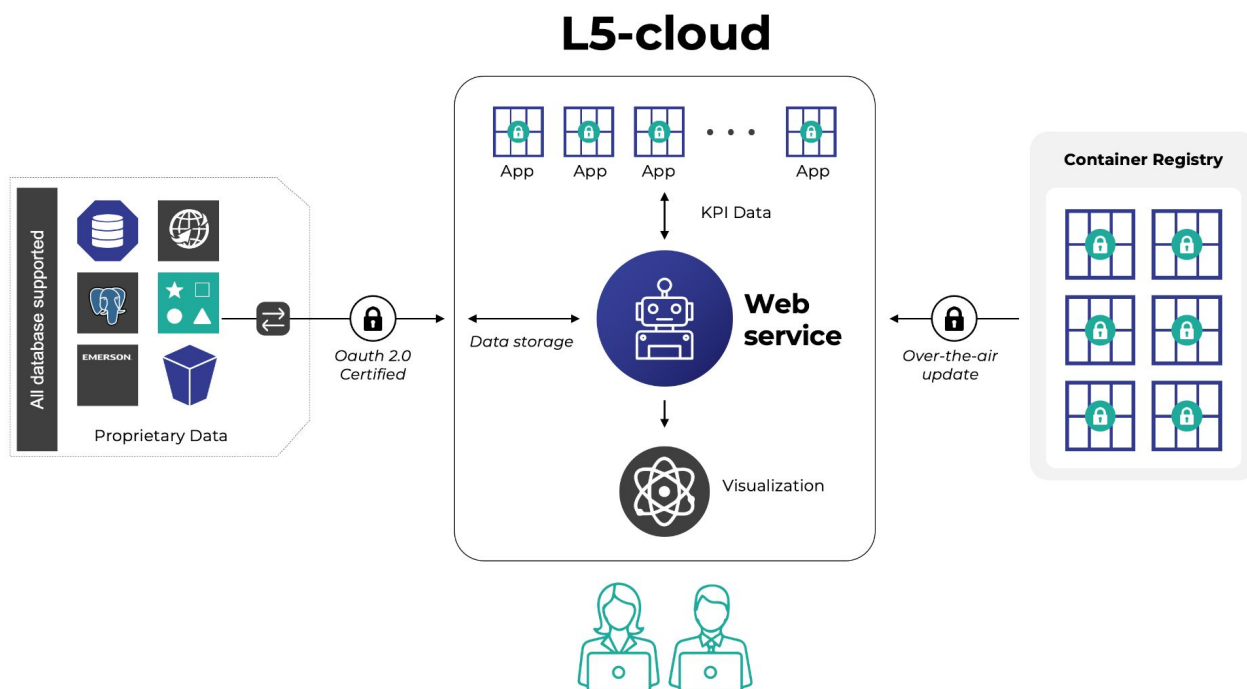 L5-cloud
App
App
App
App
KPI Data
Web
service
Data storage
Visualization
All database supported
EMERSON
Proprietary Data
Oauth 2.0
Certified
Over-the-air
update
Container Registry